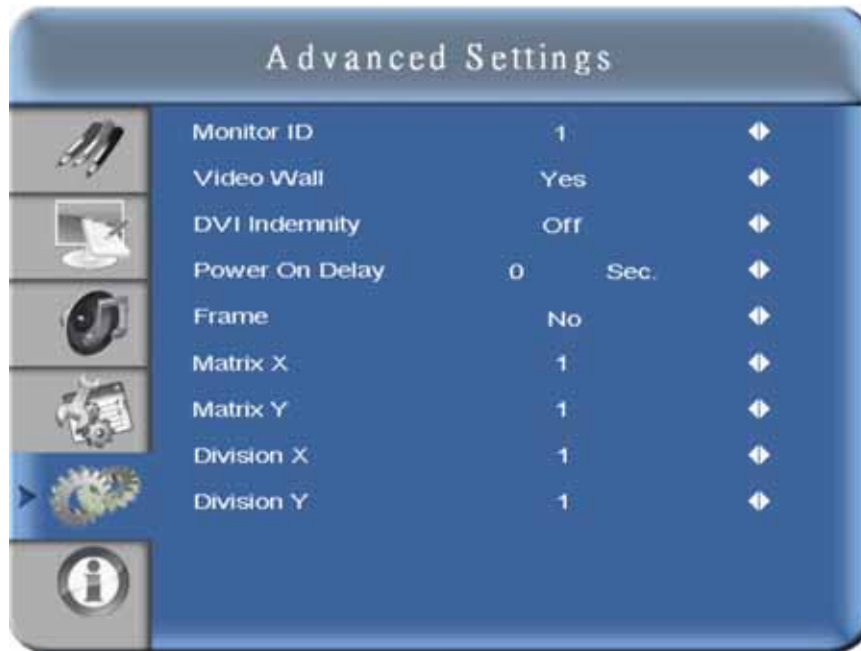 Advanced Settings
Monitor ID 1
Video Wall Yes
DVI Indemnity Off
Power On Delay 0 Sec.
Frame No
Matrix X 1
Matrix Y 1
Division X 1
Division Y 1